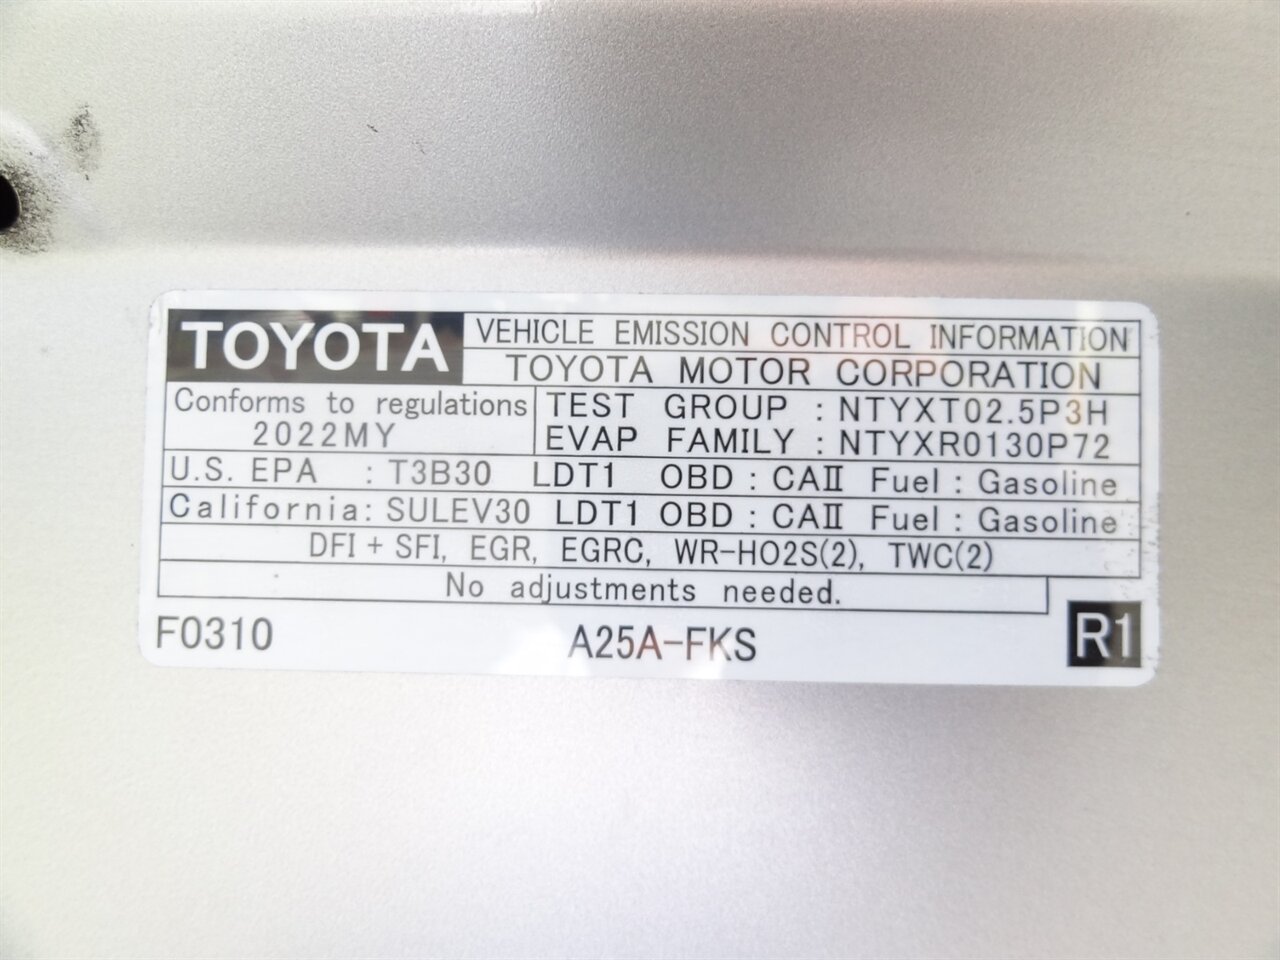 TOYOTA VEHICLE EMISSION CONTROL INFORMATION
TOYOTA MOTOR CORPORATION
Conforms to regulations TEST GROUP : NTYXT02.5P3H
2022MY EVAP FAMILY : NTYXR0130P72
U.S. EPA : T3B30 LDT1 OBD : CAII Fuel : Gasoline
California: SULEV30 LDT1 OBD : CAII Fuel : Gasoline
DFI + SFI, EGR, EGRC, WR-HO2S(2), TWC(2)
No adjustments needed.
F0310 A25A-FKS R1